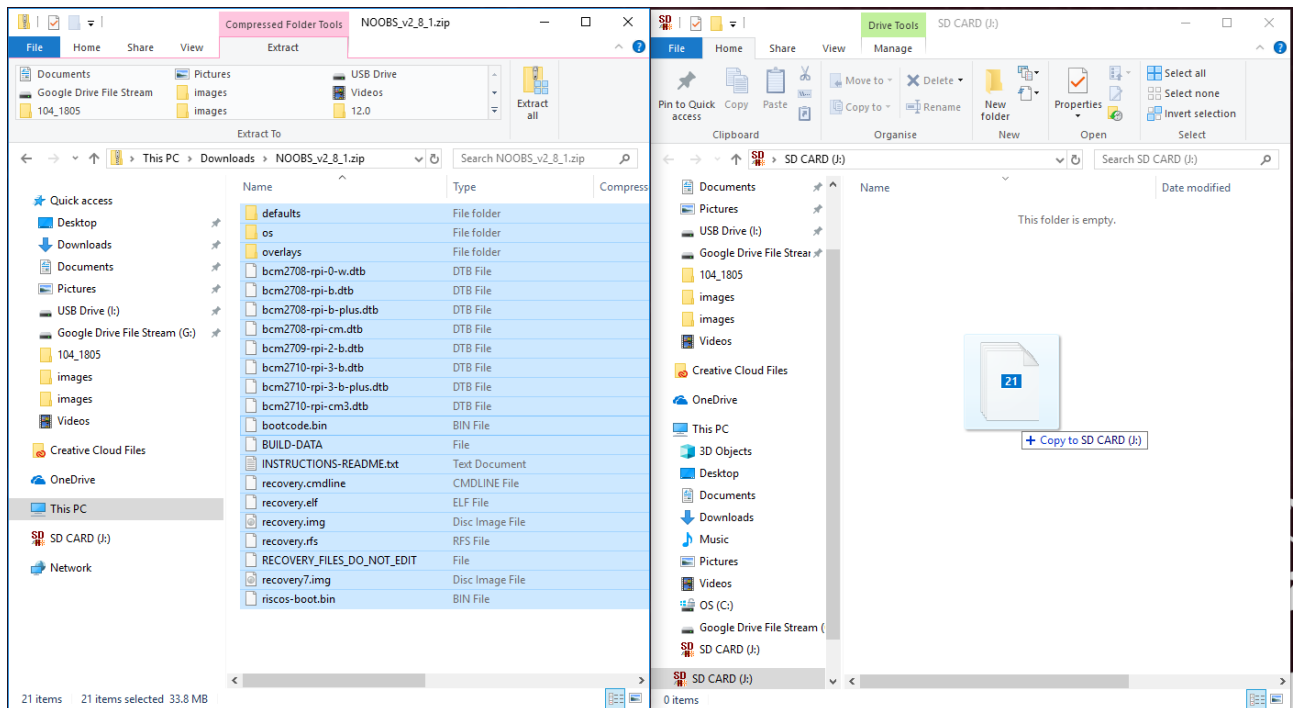 Compressed Folder Tools NOOBS_v2_8_1.zip
File Home Share View Extract
Documents Pictures USB Drive
Google Drive File Stream images Videos
104_1805 images 12.0
Extract all
Extract To
This PC Downloads NOOBS_v2_8_1.zip Search NOOBS_v2_8_1.zip
Quick access
Desktop
Downloads
Documents
Pictures
USB Drive (I:)
Google Drive File Stream (G:)
104_1805
images
images
Videos
Creative Cloud Files
OneDrive
This PC
SD CARD (J:)
Network
Name Type Compress
defaults File folder
os File folder
overlays File folder
bcm2708-rpi-0-w.dtb DTB File
bcm2708-rpi-b.dtb DTB File
bcm2708-rpi-b-plus.dtb DTB File
bcm2708-rpi-cm.dtb DTB File
bcm2709-rpi-2-b.dtb DTB File
bcm2710-rpi-3-b.dtb DTB File
bcm2710-rpi-3-b-plus.dtb DTB File
bcm2710-rpi-cm3.dtb DTB File
bootcode.bin BIN File
BUILD-DATA File
INSTRUCTIONS-README.txt Text Document
recovery.cmdline CMDLINE File
recovery.elf ELF File
recovery.img Disc Image File
recovery.rfs RFS File
RECOVERY_FILES_DO_NOT_EDIT File
recovery7.img Disc Image File
riscos-boot.bin BIN File
21 items 21 items selected 33.8 MB
Drive Tools SD CARD (J:)
File Home Share View Manage
Pin to Quick access Copy Paste Move to Copy to Delete Rename New folder Properties Select all Select none Invert selection
Clipboard Organise New Open Select
SD CARD (J:) Search SD CARD (J:)
Documents
Pictures
USB Drive (I:)
Google Drive File Strear
104_1805
images
images
Videos
Creative Cloud Files
OneDrive
This PC
3D Objects
Desktop
Documents
Downloads
Music
Pictures
Videos
OS (C:)
Google Drive File Stream (
SD CARD (J:)
SD CARD (J:)
Name Date modified
This folder is empty.
21
+ Copy to SD CARD (J:)
0 items